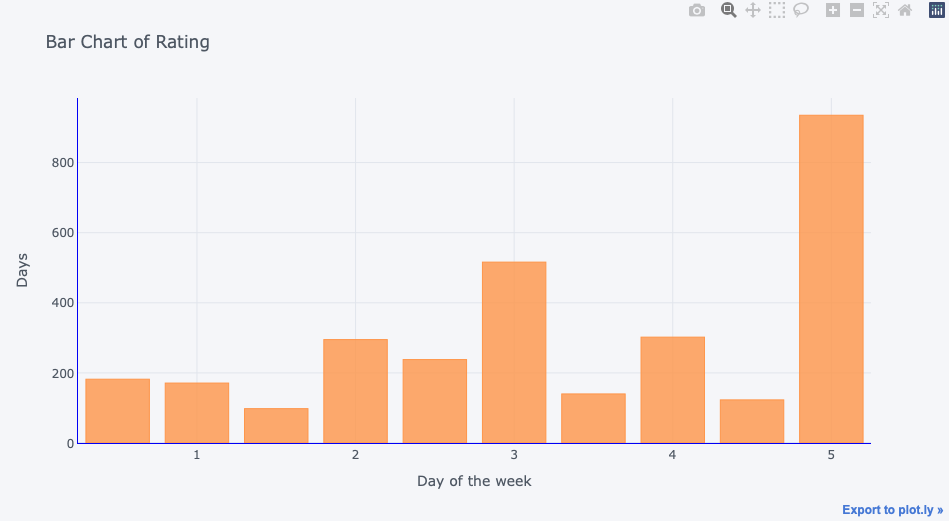 Bar Chart of Rating
800
600
400
200
0
Days
1 2 3 4 5
Day of the week
Export to plot.ly »